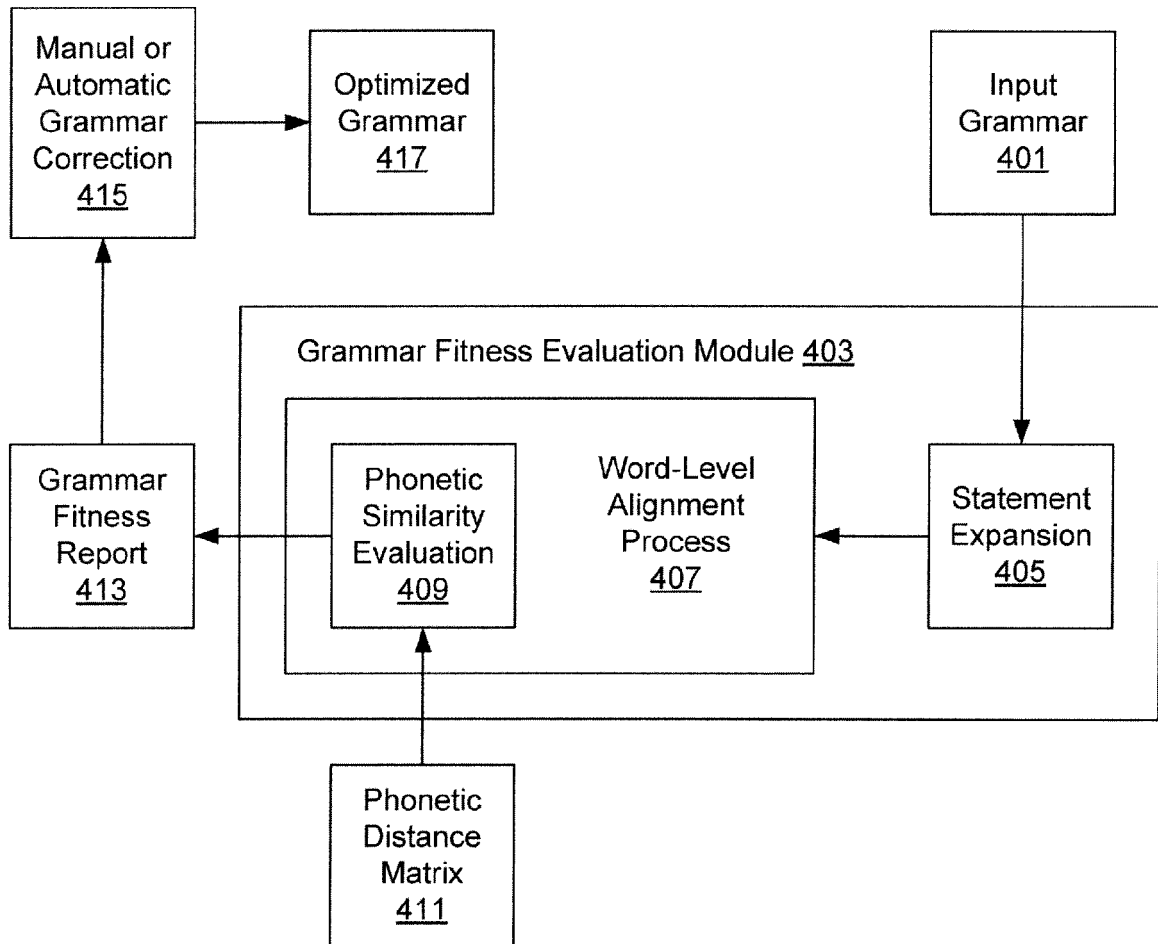 Manual or
Automatic
Grammar
Correction
415
Optimized
Grammar
417
Input
Grammar
401
Grammar Fitness Evaluation Module 403
Grammar
Fitness
Report
413
Phonetic
Similarity
Evaluation
409
Word-Level
Alignment
Process
407
Statement
Expansion
405
Phonetic
Distance
Matrix
411